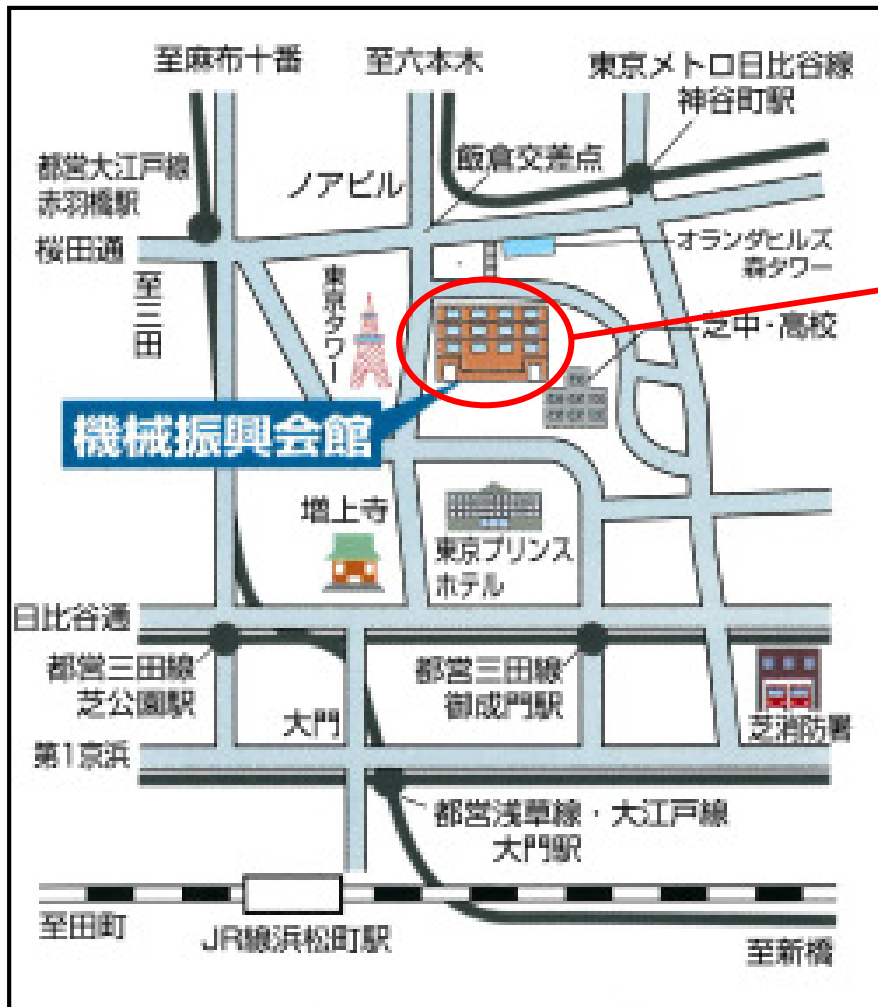 至麻布十番
至六本木
東京メトロ日比谷線
神谷町駅
都営大江戸線
赤羽橋駅
ノアビル
飯倉交差点
桜田通
オランダヒルズ
森タワー
至三田
東京タワー
芝中・高校
機械振興会館
増上寺
東京プリンス
ホテル
日比谷通
都営三田線
芝公園駅
都営三田線
御成門駅
大門
芝消防署
第1京浜
都営浅草線・大江戸線
大門駅
至田町
JR線浜松町駅
至新橋